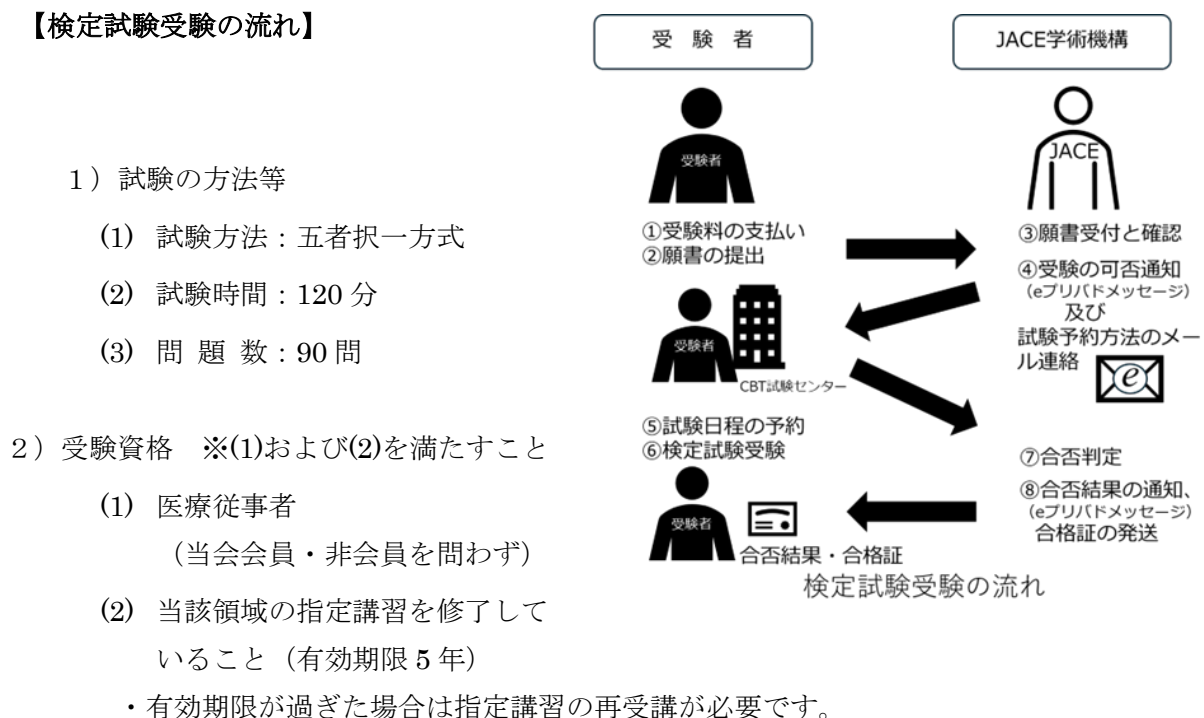 【検定試験受験の流れ】
1）試験の方法等
(1) 試験方法：五者択一方式
(2) 試験時間：120 分
(3) 問 題 数：90 問
2）受験資格　※(1)および(2)を満たすこと
(1) 医療従事者
（当会会員・非会員を問わず）
(2) 当該領域の指定講習を修了して
いること（有効期限 5 年）
・有効期限が過ぎた場合は指定講習の再受講が必要です。
受 験 者
JACE学術機構
受験者
JACE
①受験料の支払い
②願書の提出
③願書受付と確認
④受験の可否通知
（eプリバドメッセージ）
及び
試験予約方法のメー
ル連絡
e
受験者
CBT試験センター
⑤試験日程の予約
⑥検定試験受験
⑦合否判定
⑧合否結果の通知、
（eプリバドメッセージ）
合格証の発送
受験者
合否結果・合格証
検定試験受験の流れ